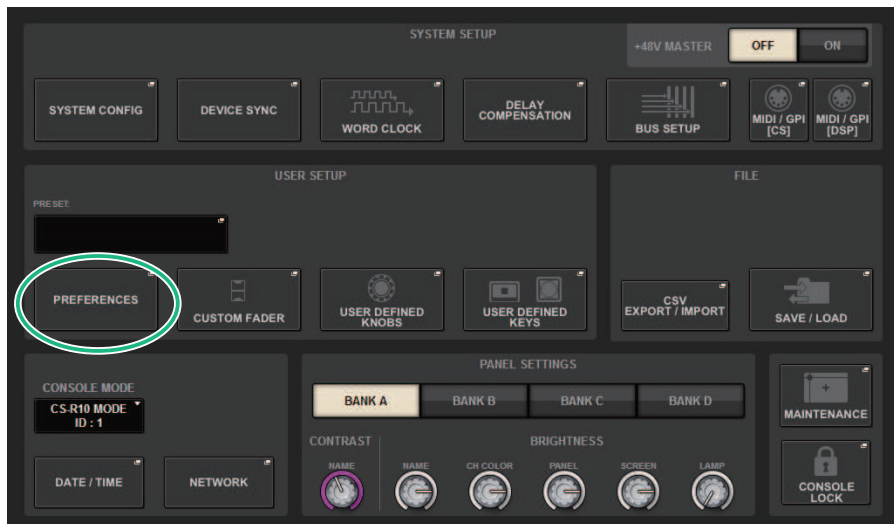 SYSTEM SETUP
+48V MASTER
OFF
ON
SYSTEM CONFIG
DEVICE SYNC
WORD CLOCK
DELAY
COMPENSATION
BUS SETUP
MIDI / GPI
[CS]
MIDI / GPI
[DSP]
USER SETUP
PRESET
PREFERENCES
CUSTOM FADER
USER DEFINED
KNOBS
USER DEFINED
KEYS
FILE
CSV
EXPORT / IMPORT
SAVE / LOAD
CONSOLE MODE
CS-R10 MODE
ID : 1
DATE / TIME
NETWORK
PANEL SETTINGS
BANK A
BANK B
BANK C
BANK D
CONTRAST
BRIGHTNESS
NAME
NAME
CH COLOR
PANEL
SCREEN
LAMP
MAINTENANCE
CONSOLE
LOCK